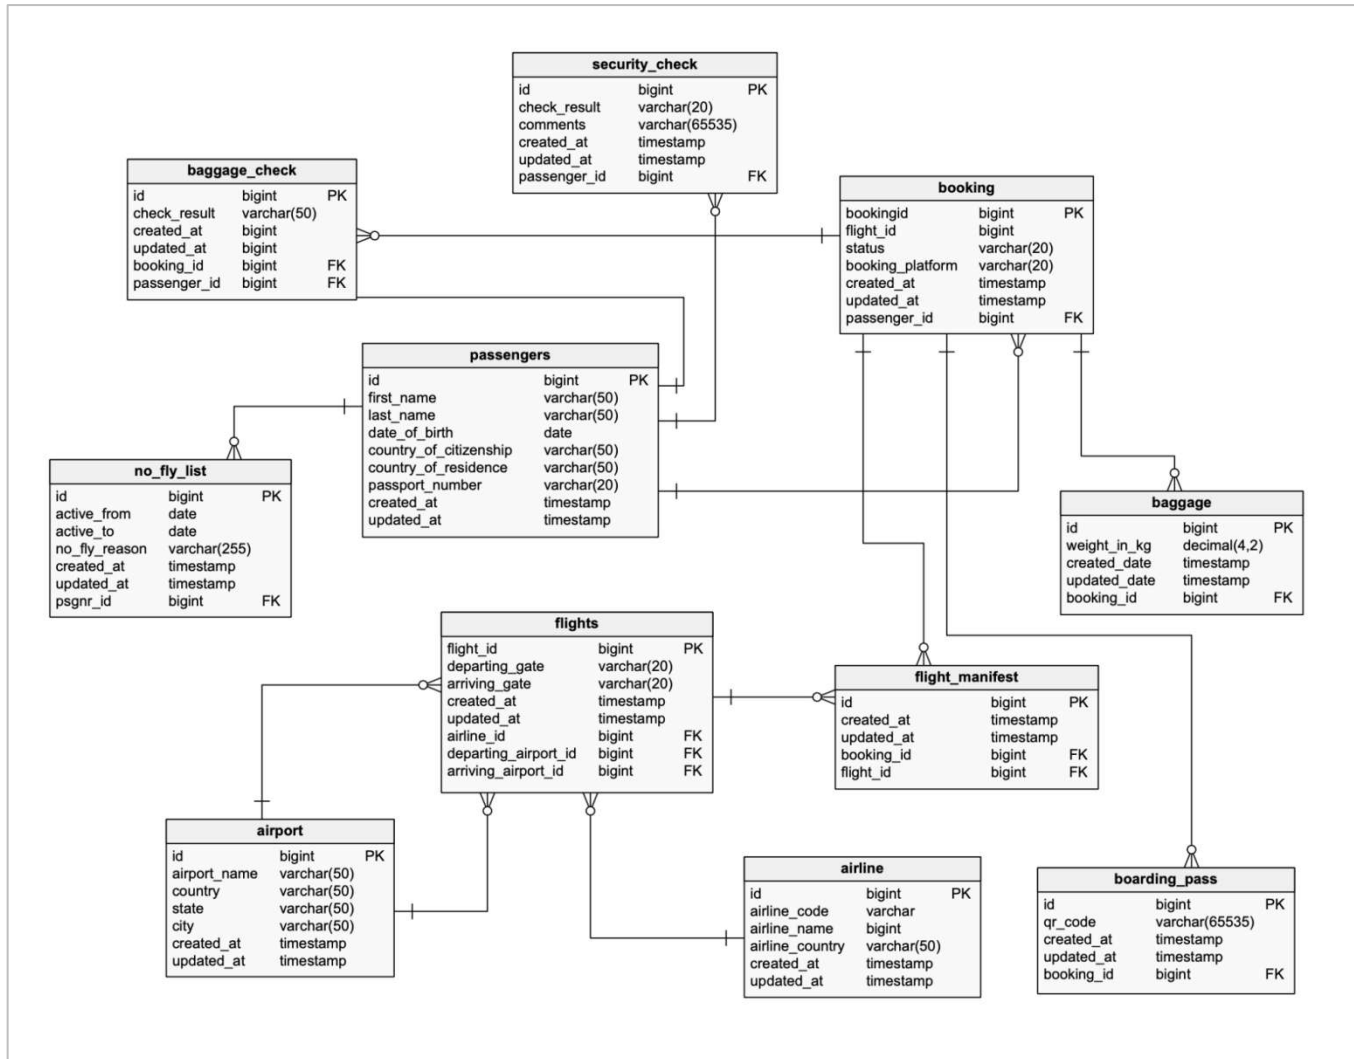 security_check
id bigint PK
check_result varchar(20)
comments varchar(65535)
created_at timestamp
updated_at timestamp
passenger_id bigint FK
baggage_check
id bigint PK
check_result varchar(50)
created_at bigint
updated_at bigint
booking_id bigint FK
passenger_id bigint FK
booking
bookingid bigint PK
flight_id bigint
status varchar(20)
booking_platform varchar(20)
created_at timestamp
updated_at timestamp
passenger_id bigint FK
passengers
id bigint PK
first_name varchar(50)
last_name varchar(50)
date_of_birth date
country_of_citizenship varchar(50)
country_of_residence varchar(50)
passport_number varchar(20)
created_at timestamp
updated_at timestamp
no_fly_list
id bigint PK
active_from date
active_to date
no_fly_reason varchar(255)
created_at timestamp
updated_at timestamp
psgnr_id bigint FK
baggage
id bigint PK
weight_in_kg decimal(4,2)
created_date timestamp
updated_date timestamp
booking_id bigint FK
flights
flight_id bigint PK
departing_gate varchar(20)
arriving_gate varchar(20)
created_at timestamp
updated_at timestamp
airline_id bigint FK
departing_airport_id bigint FK
arriving_airport_id bigint FK
flight_manifest
id bigint PK
created_at timestamp
updated_at timestamp
booking_id bigint FK
flight_id bigint FK
airport
id bigint PK
airport_name varchar(50)
country varchar(50)
state varchar(50)
city varchar(50)
created_at timestamp
updated_at timestamp
airline
id bigint PK
airline_code varchar
airline_name bigint
airline_country varchar(50)
created_at timestamp
updated_at timestamp
boarding_pass
id bigint PK
qr_code varchar(65535)
created_at timestamp
updated_at timestamp
booking_id bigint FK